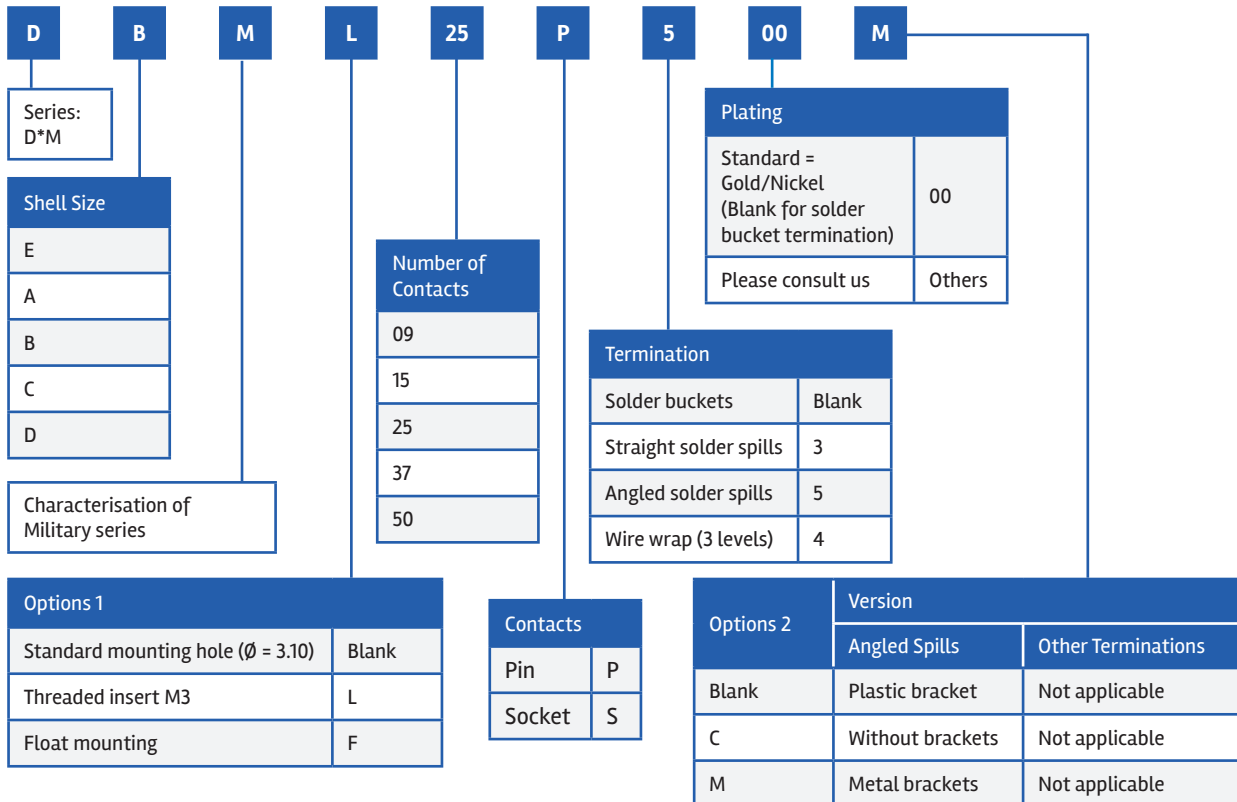 D B M L 25 P 5 00 M
Series:
D*M
Shell Size
E
A
B
C
D
Characterisation of
Military series
Options 1
Standard mounting hole (Ø = 3.10) Blank
Threaded insert M3 L
Float mounting F
Number of
Contacts
09
15
25
37
50
Contacts
Pin P
Socket S
Termination
Solder buckets Blank
Straight solder spills 3
Angled solder spills 5
Wire wrap (3 levels) 4
Plating
Standard =
Gold/Nickel
(Blank for solder
bucket termination)
00
Please consult us Others
Options 2
Version
Angled Spills Other Terminations
Blank Plastic bracket Not applicable
C Without brackets Not applicable
M Metal brackets Not applicable